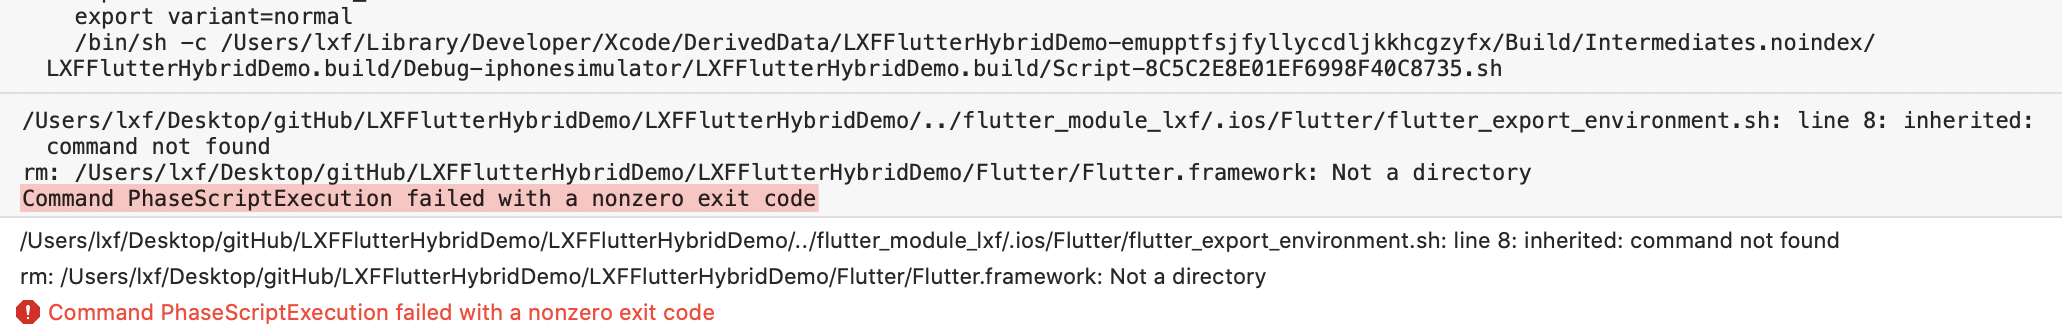 export variant=normal
/bin/sh -c /Users/lxf/Library/Developer/Xcode/DerivedData/LXFFlutterHybridDemo-emupptfsjfyllyccdljkkhcgzyfx/Build/Intermediates.noindex/
LXFFlutterHybridDemo.build/Debug-iphonesimulator/LXFFlutterHybridDemo.build/Script-8C5C2E8E01EF6998F40C8735.sh
/Users/lxf/Desktop/gitHub/LXFFlutterHybridDemo/LXFFlutterHybridDemo/../flutter_module_lxf/.ios/Flutter/flutter_export_environment.sh: line 8: inherited:
command not found
rm: /Users/lxf/Desktop/gitHub/LXFFlutterHybridDemo/LXFFlutterHybridDemo/Flutter/Flutter.framework: Not a directory
Command PhaseScriptExecution failed with a nonzero exit code
/Users/lxf/Desktop/gitHub/LXFFlutterHybridDemo/LXFFlutterHybridDemo/../flutter_module_lxf/.ios/Flutter/flutter_export_environment.sh: line 8: inherited: command not found
rm: /Users/lxf/Desktop/gitHub/LXFFlutterHybridDemo/LXFFlutterHybridDemo/Flutter/Flutter.framework: Not a directory
Command PhaseScriptExecution failed with a nonzero exit code